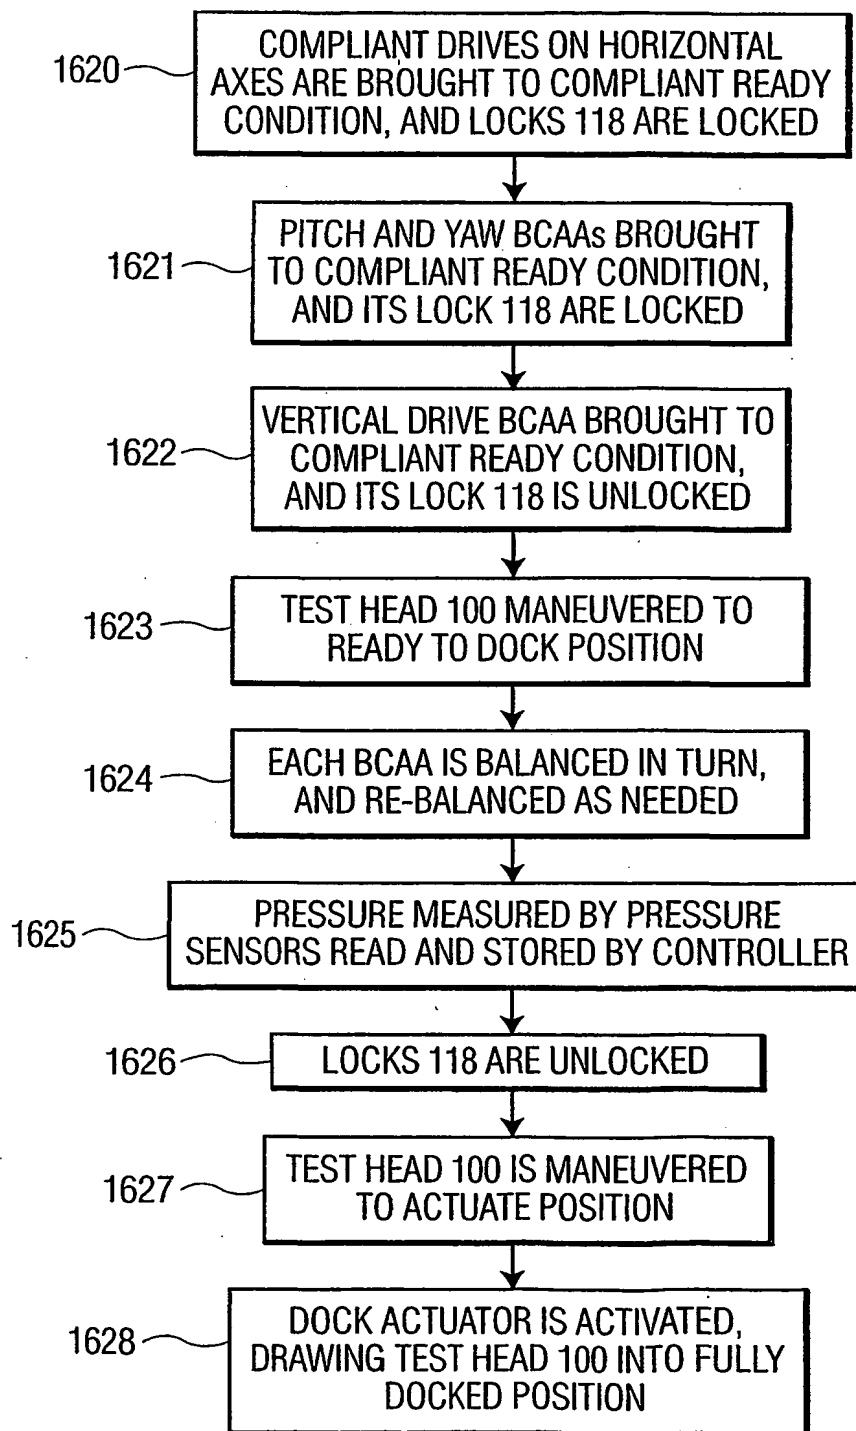 1620
COMPLIANT DRIVES ON HORIZONTAL
AXES ARE BROUGHT TO COMPLIANT READY
CONDITION, AND LOCKS 118 ARE LOCKED
1621
PITCH AND YAW BCAAs BROUGHT
TO COMPLIANT READY CONDITION,
AND ITS LOCK 118 ARE LOCKED
1622
VERTICAL DRIVE BCAA BROUGHT TO
COMPLIANT READY CONDITION,
AND ITS LOCK 118 IS UNLOCKED
1623
TEST HEAD 100 MANEUVERED TO
READY TO DOCK POSITION
1624
EACH BCAA IS BALANCED IN TURN,
AND RE-BALANCED AS NEEDED
1625
PRESSURE MEASURED BY PRESSURE
SENSORS READ AND STORED BY CONTROLLER
1626
LOCKS 118 ARE UNLOCKED
1627
TEST HEAD 100 IS MANEUVERED
TO ACTUATE POSITION
1628
DOCK ACTUATOR IS ACTIVATED,
DRAWING TEST HEAD 100 INTO FULLY
DOCKED POSITION